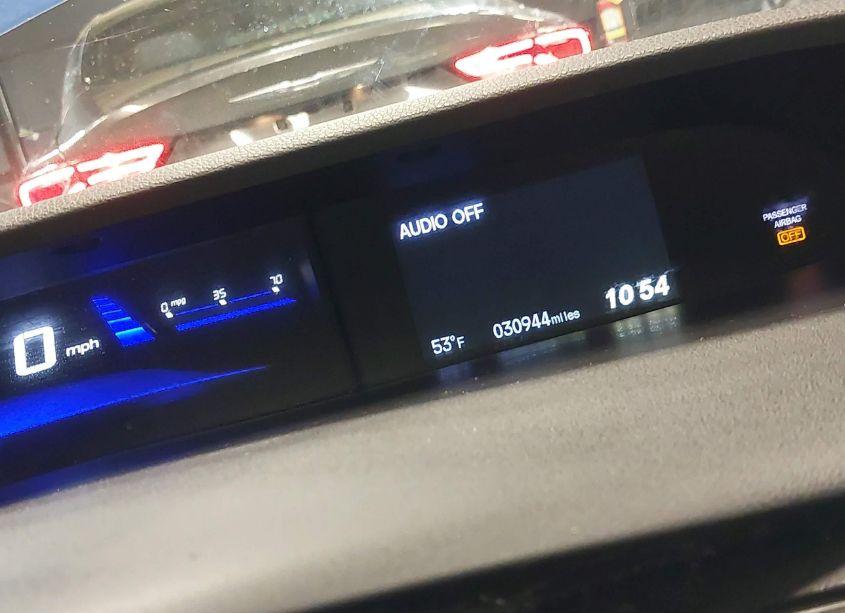 AUDIO OFF
PASSENGER
AIRBAG
OFF
0 mpg 35 70
0 mph
53°F 030944miles 10 54